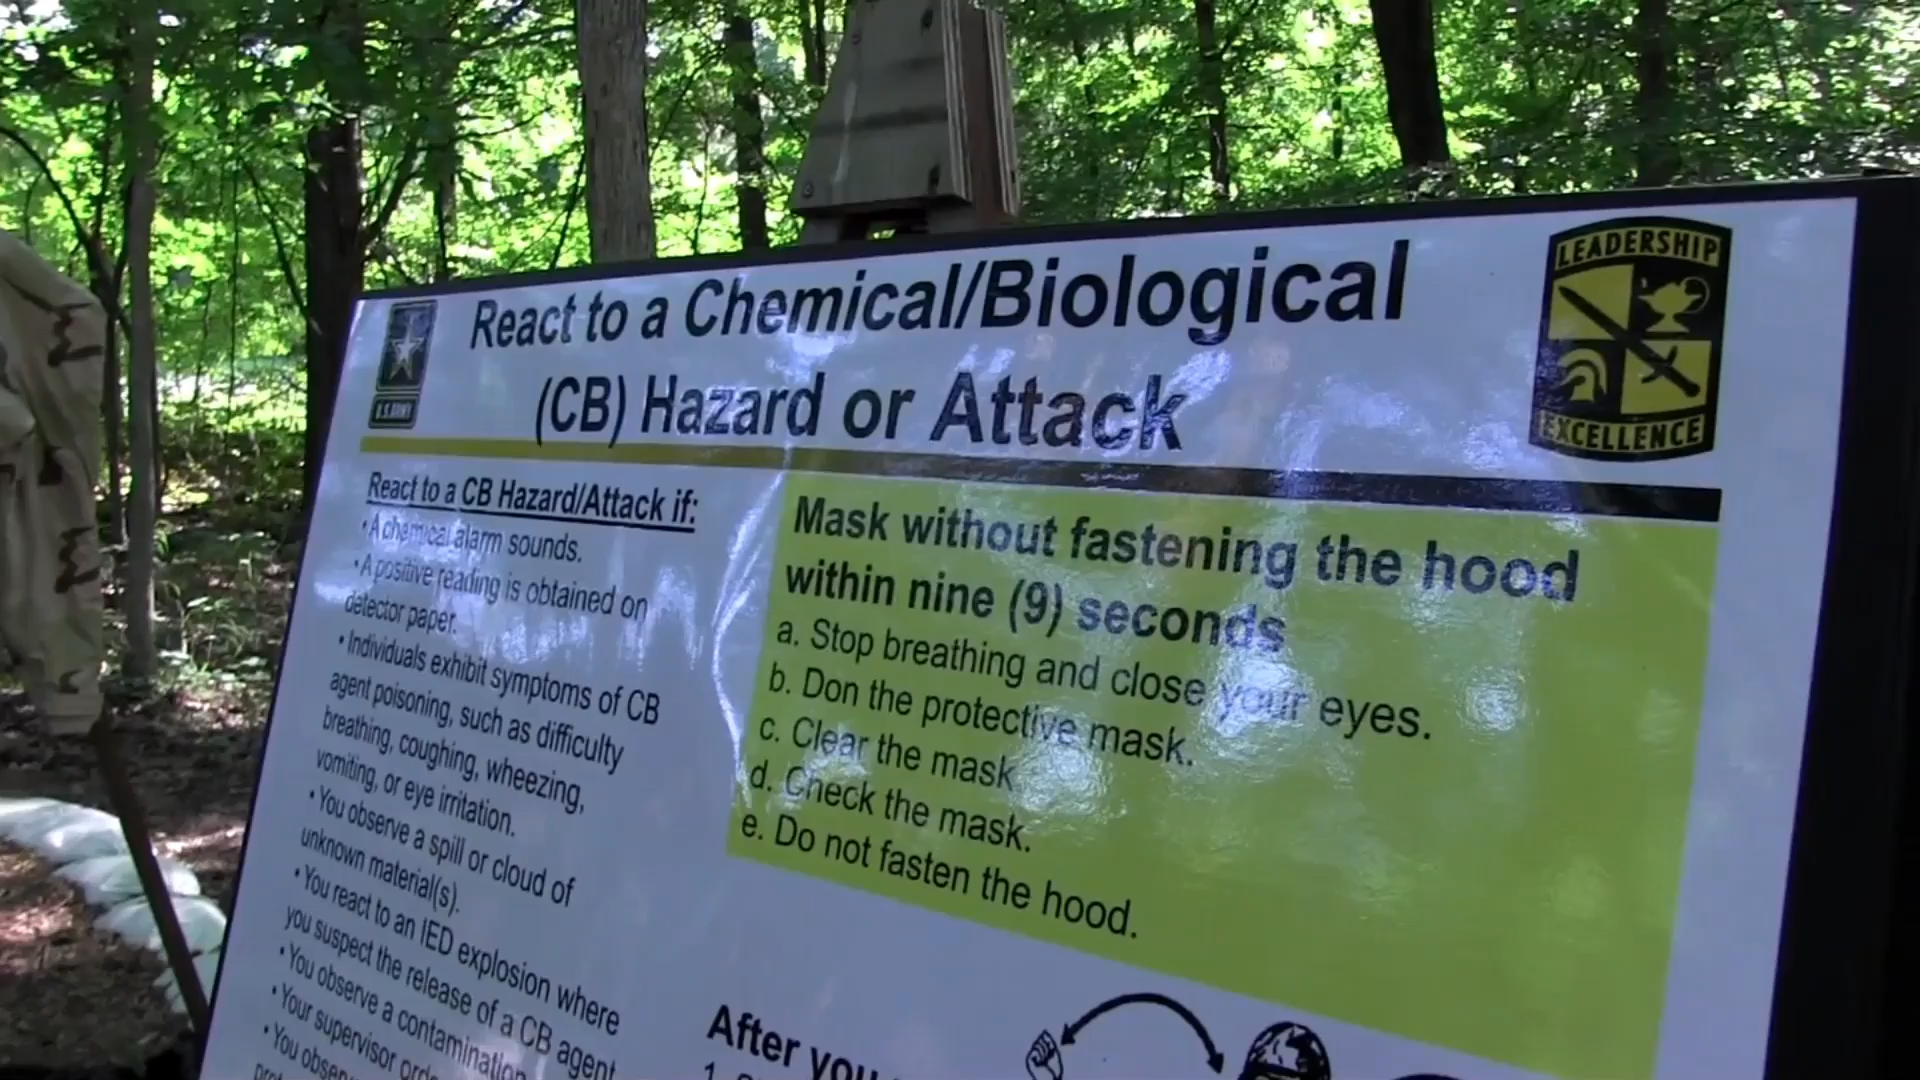 React to a Chemical/Biological
(CB) Hazard or Attack
U.S.ARMY
LEADERSHIP
EXCELLENCE
React to a CB Hazard/Attack if:
• A chemical alarm sounds.
• A positive reading is obtained on
detector paper.
• Individuals exhibit symptoms of CB
agent poisoning, such as difficulty
breathing, coughing, wheezing,
vomiting, or eye irritation.
• You observe a spill or cloud of
unknown material(s).
• You react to an IED explosion where
you suspect the release of a CB agent
• You observe a contamination
• Your supervisor
• You
Mask without fastening the hood
within nine (9) seconds
a. Stop breathing and close your eyes.
b. Don the protective mask.
c. Clear the mask
d. Check the mask.
e. Do not fasten the hood.
After you
1.